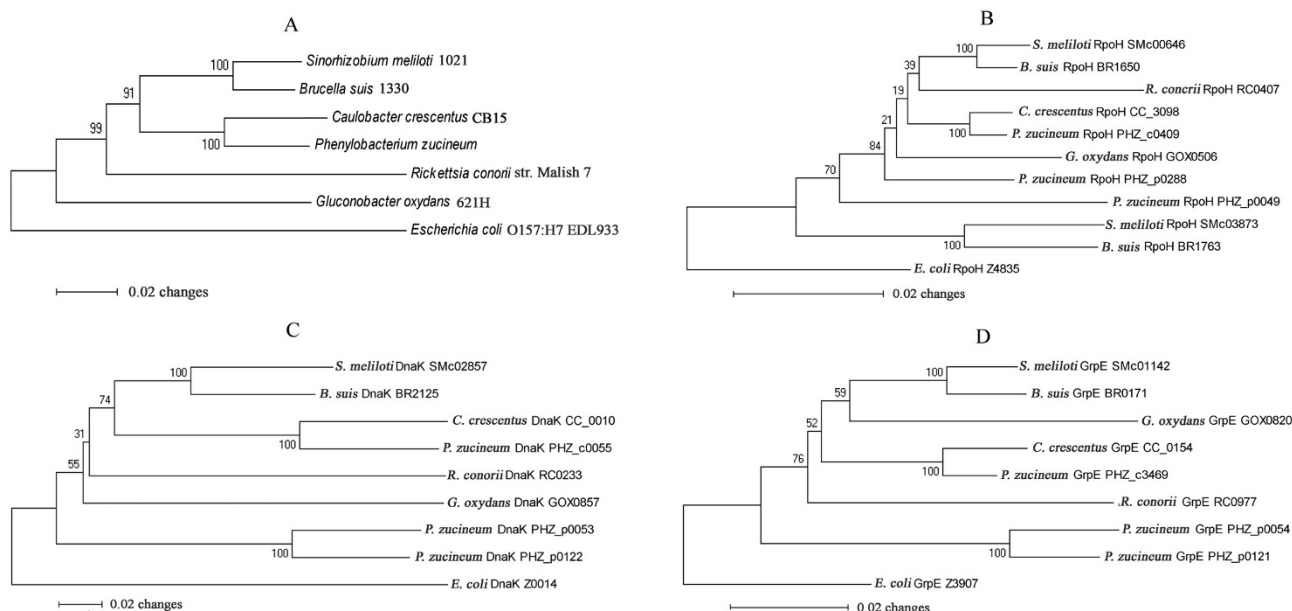 A
100
Sinorhizobium meliloti 1021
Brucella suis 1330
91
Caulobacter crescentus CB15
99
100
Phenylobacterium zucineum
Rickettsia conorii str. Malish 7
Gluconobacter oxydans 621H
Escherichia coli O157:H7 EDL933
0.02 changes
B
S. meliloti RpoH SMc00646
100
B. suis RpoH BR1650
39
R. concrii RpoH RC0407
19
C. crescentus RpoH CC_3098
21
100
P. zucineum RpoH PHZ_c0409
84
G. oxydans RpoH GOX0506
70
P. zucineum RpoH PHZ_p0288
P. zucineum RpoH PHZ_p0049
S. meliloti RpoH SMc03873
100
B. suis RpoH BR1763
E. coli RpoH Z4835
0.02 changes
C
S. meliloti DnaK SMc02857
100
B. suis DnaK BR2125
74
C. crescentus DnaK CC_0010
31
100
P. zucineum DnaK PHZ_c0055
55
R. conorii DnaK RC0233
G. oxydans DnaK GOX0857
P. zucineum DnaK PHZ_p0053
100
P. zucineum DnaK PHZ_p0122
E. coli DnaK Z0014
0.02 changes
D
S. meliloti GrpE SMc01142
100
B. suis GrpE BR0171
59
G. oxydans GrpE GOX0820
52
C. crescentus GrpE CC_0154
76
100
P. zucineum GrpE PHZ_c3469
R. conorii GrpE RC0977
P. zucineum GrpE PHZ_p0054
100
P. zucineum GrpE PHZ_p0121
E. coli GrpE Z3907
0.02 changes